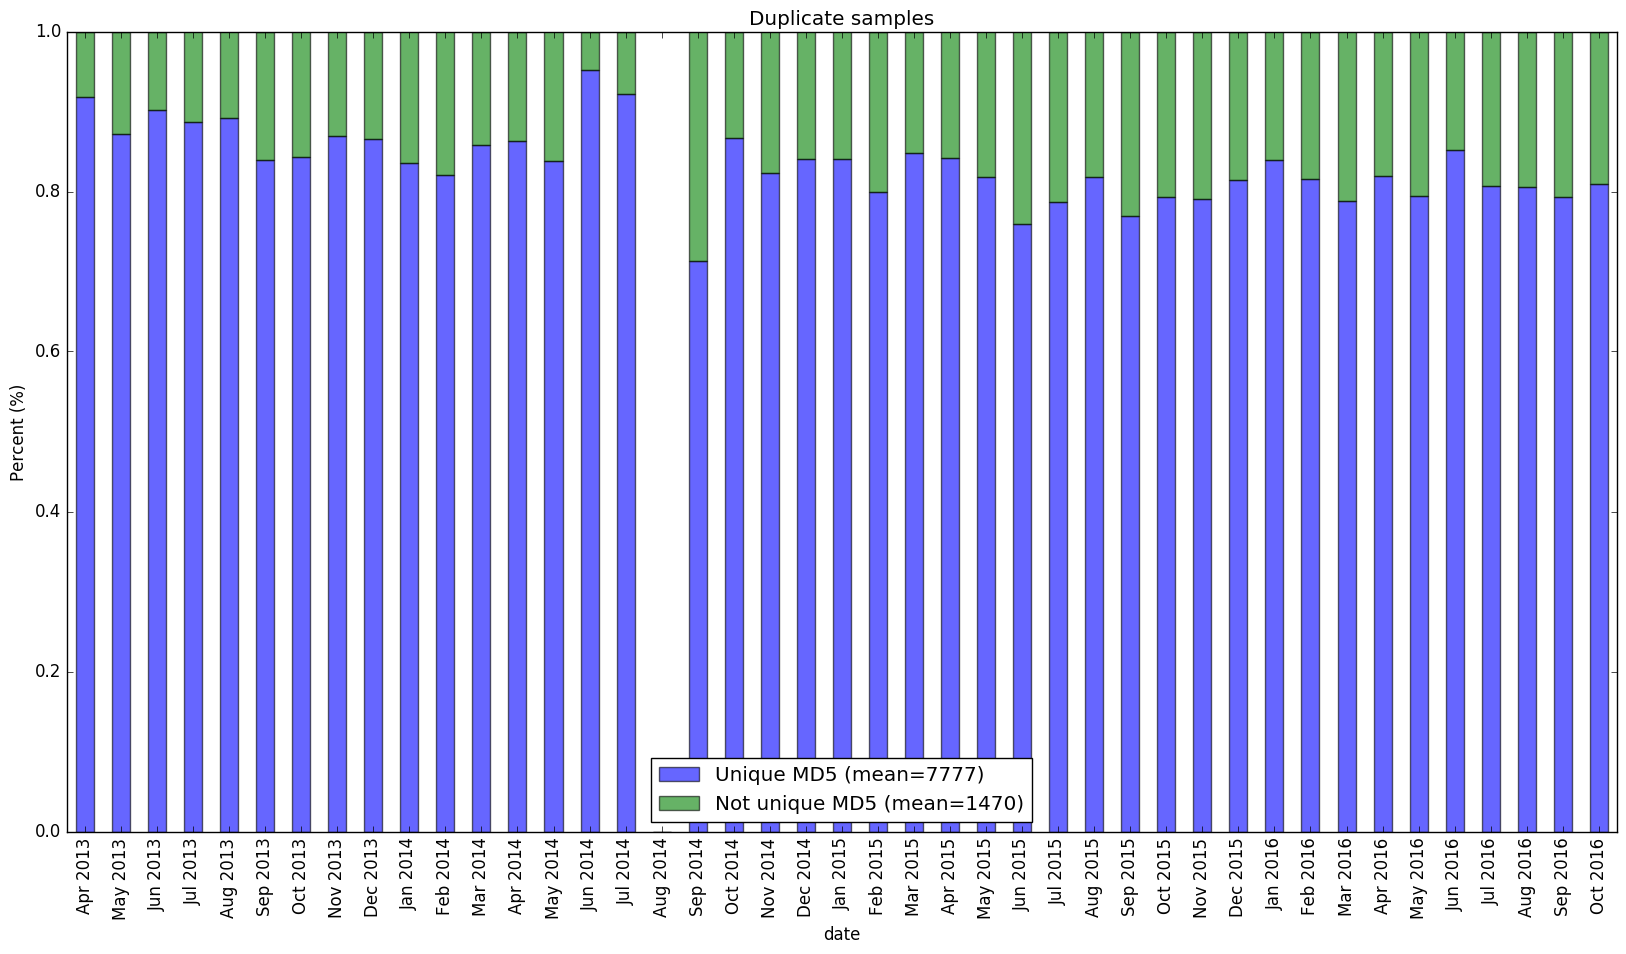 Duplicate samples
1.0
0.8
0.6
0.4
0.2
0.0
Percent (%)
Unique MD5 (mean=7777)
Not unique MD5 (mean=1470)
Apr 2013
May 2013
Jun 2013
Jul 2013
Aug 2013
Sep 2013
Oct 2013
Nov 2013
Dec 2013
Jan 2014
Feb 2014
Mar 2014
Apr 2014
May 2014
Jun 2014
Jul 2014
Aug 2014
Sep 2014
Oct 2014
Nov 2014
Dec 2014
Jan 2015
Feb 2015
Mar 2015
Apr 2015
May 2015
Jun 2015
Jul 2015
Aug 2015
Sep 2015
Oct 2015
Nov 2015
Dec 2015
Jan 2016
Feb 2016
Mar 2016
Apr 2016
May 2016
Jun 2016
Jul 2016
Aug 2016
Sep 2016
Oct 2016
date